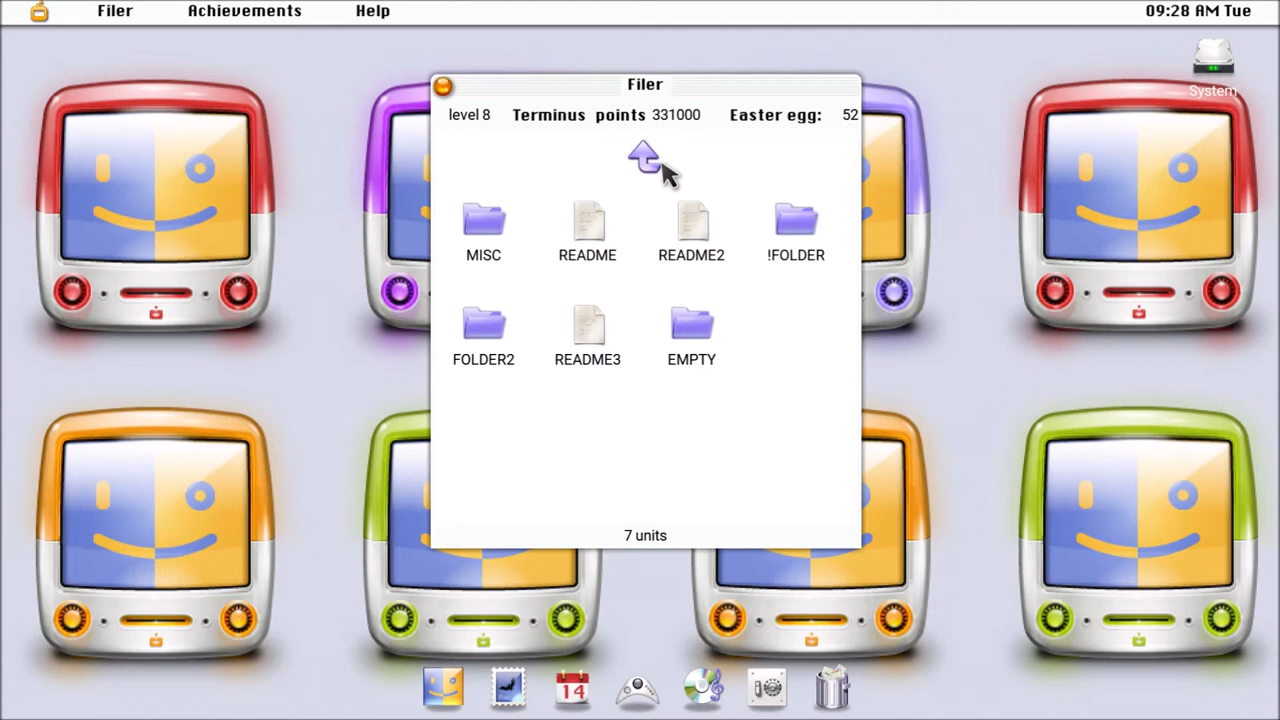 Filer Achievements Help 09:28 AM Tue
System
Filer
level 8 Terminus points 331000 Easter egg: 52
MISC README README2 !FOLDER
FOLDER2 README3 EMPTY
7 units
14